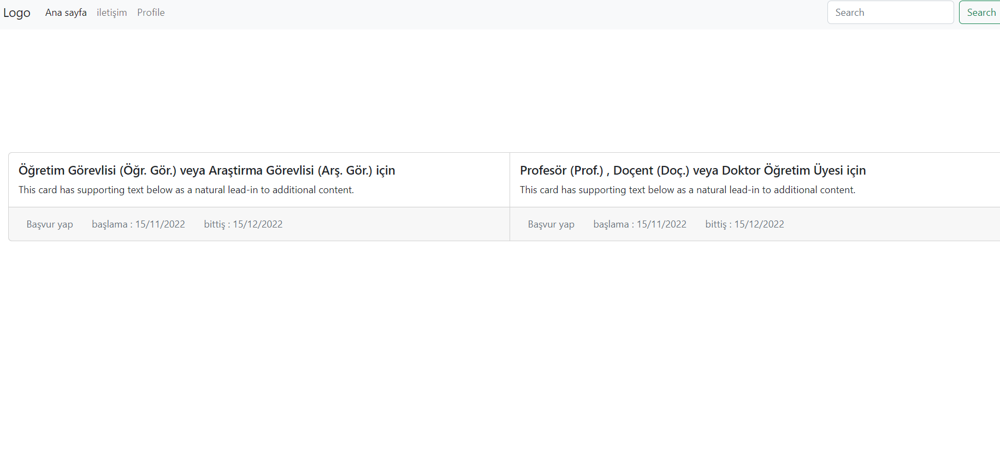 Logo Ana sayfa iletişim Profile Search Search
Öğretim Görevlisi (Öğr. Gör.) veya Araştirma Görevlisi (Arş. Gör.) için
This card has supporting text below as a natural lead-in to additional content.
Başvur yap başlama : 15/11/2022 bittiş : 15/12/2022
Profesör (Prof.) , Doçent (Doç.) veya Doktor Öğretim Üyesi için
This card has supporting text below as a natural lead-in to additional content.
Başvur yap başlama : 15/11/2022 bittiş : 15/12/2022